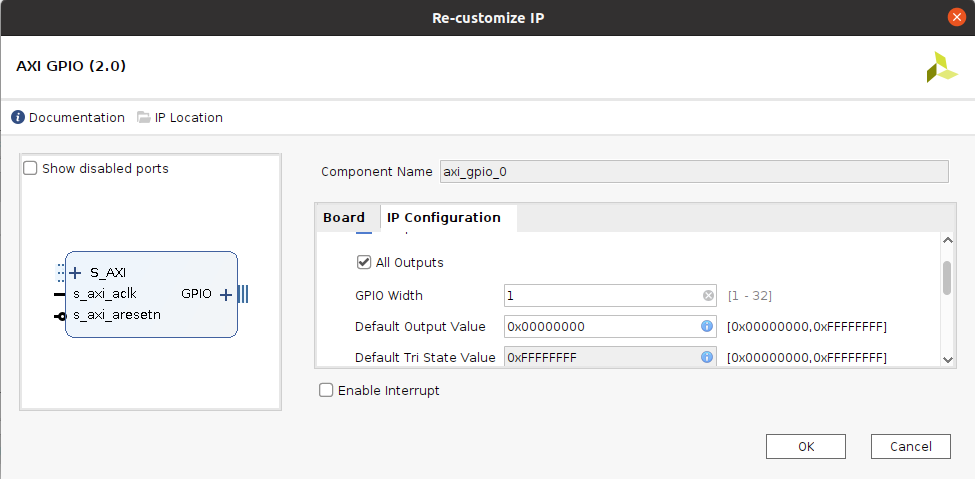 Re-customize IP
AXI GPIO (2.0)
Documentation IP Location
Show disabled ports
S_AXI
s_axi_aclk
s_axi_aresetn
GPIO
Component Name axi_gpio_0
Board IP Configuration
All Outputs
GPIO Width 1 [1 - 32]
Default Output Value 0x00000000 [0x00000000,0xFFFFFFFF]
Default Tri State Value 0xFFFFFFFF [0x00000000,0xFFFFFFFF]
Enable Interrupt
OK Cancel